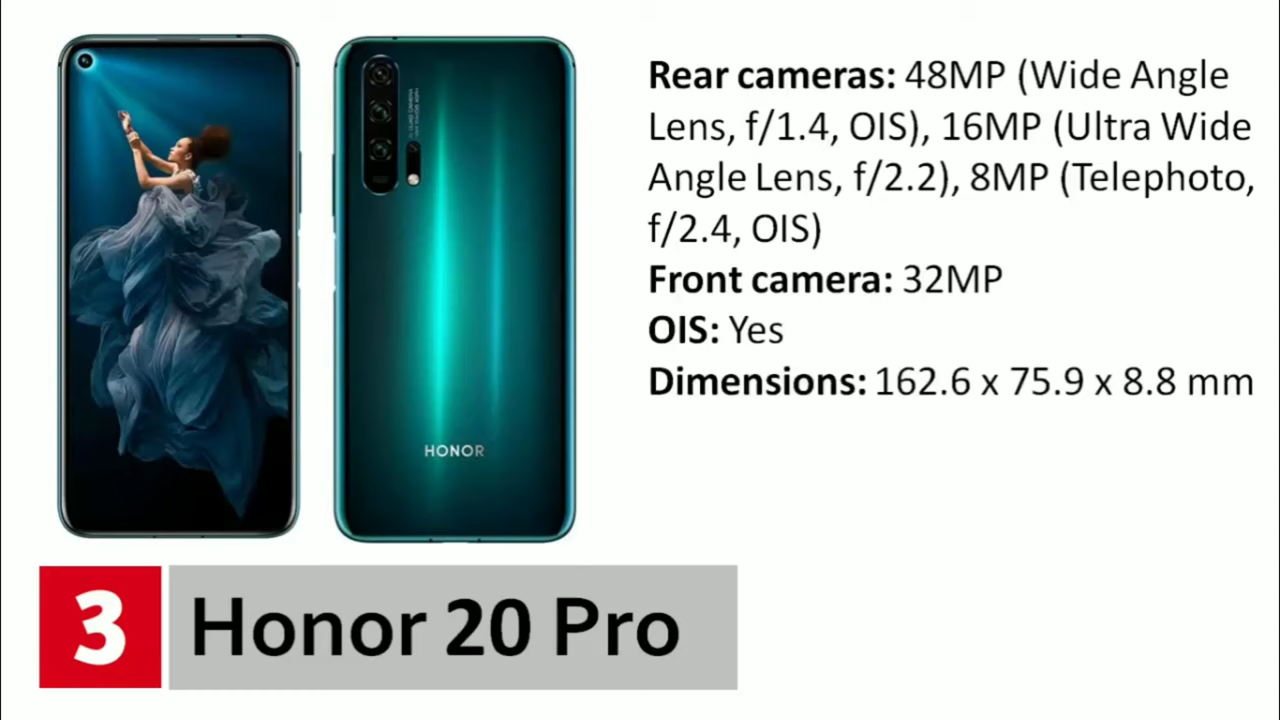 Rear cameras: 48MP (Wide Angle
Lens, f/1.4, OIS), 16MP (Ultra Wide
Angle Lens, f/2.2), 8MP (Telephoto,
f/2.4, OIS)
Front camera: 32MP
OIS: Yes
Dimensions: 162.6 x 75.9 x 8.8 mm
HONOR
3 Honor 20 Pro